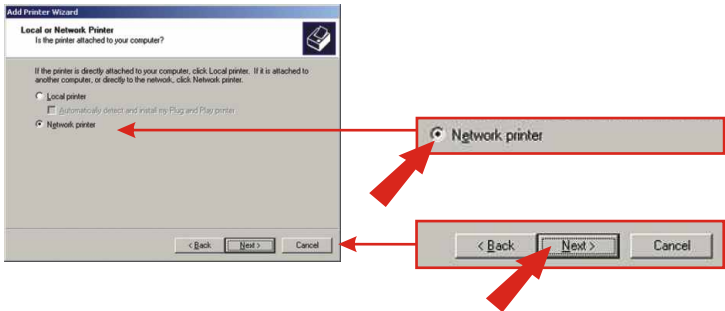 Add Printer Wizard
Local or Network Printer
Is the printer attached to your computer?
If the printer is directly attached to your computer, click Local printer. If it is attached to
another computer, or directly to the network, click Network printer.
Local printer
Automatically detect and install my Plug and Play printer
Network printer
< Back Next > Cancel
Network printer
< Back Next > Cancel